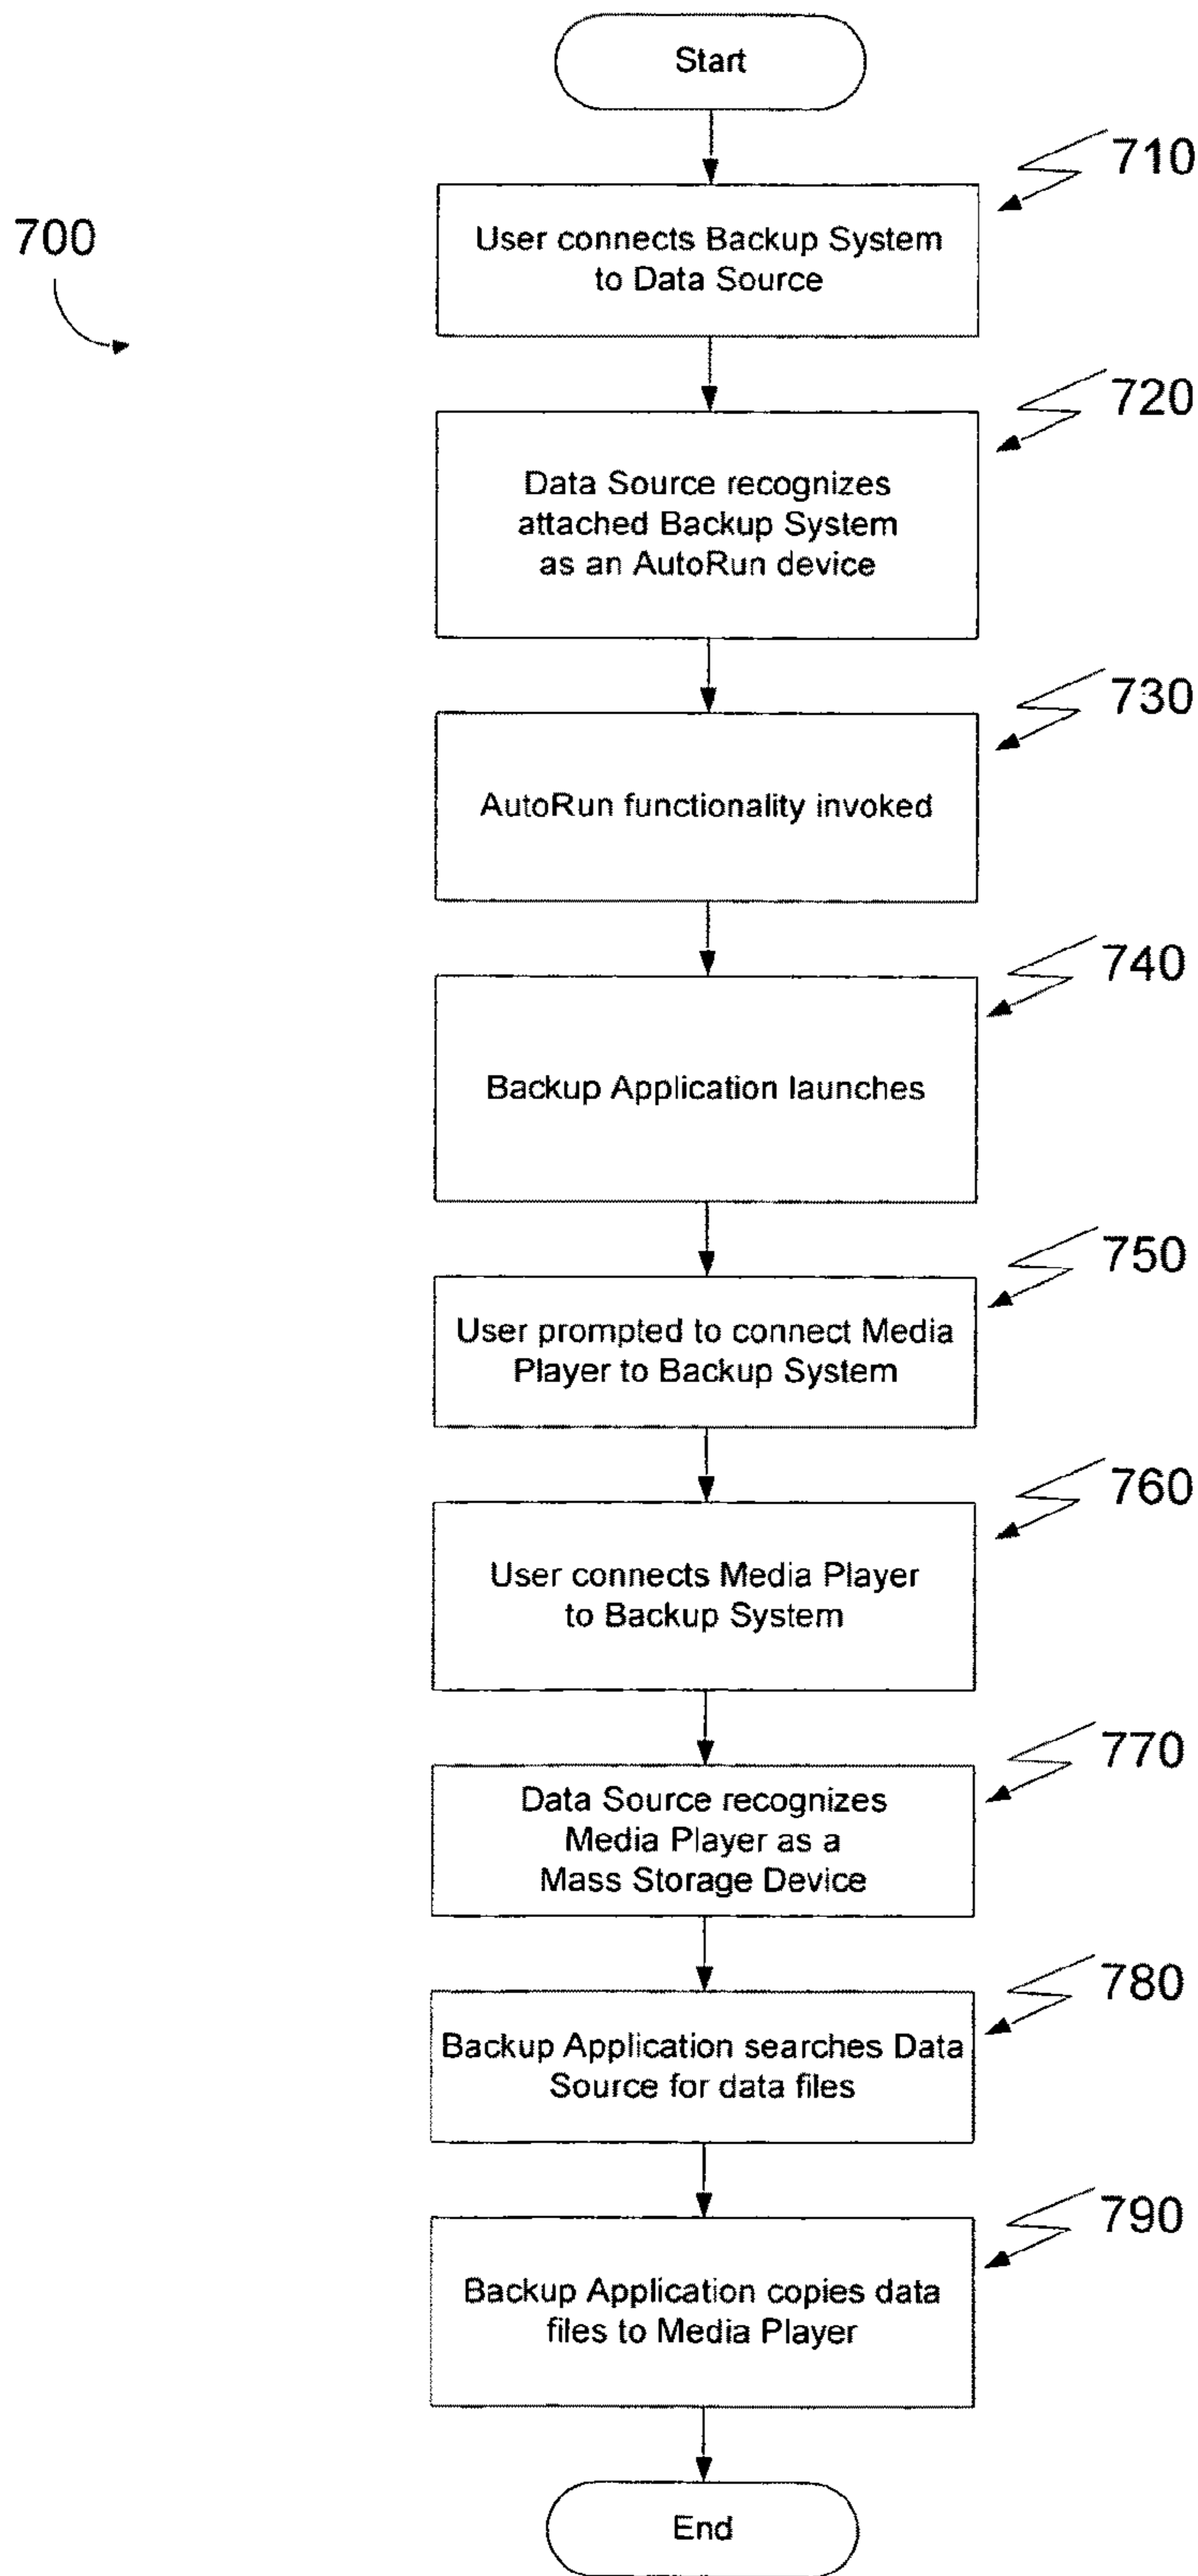 Start
710
700
User connects Backup System
to Data Source
720
Data Source recognizes
attached Backup System
as an AutoRun device
730
AutoRun functionality invoked
740
Backup Application launches
750
User prompted to connect Media
Player to Backup System
760
User connects Media Player
to Backup System
770
Data Source recognizes
Media Player as a
Mass Storage Device
780
Backup Application searches Data
Source for data files
790
Backup Application copies data
files to Media Player
End